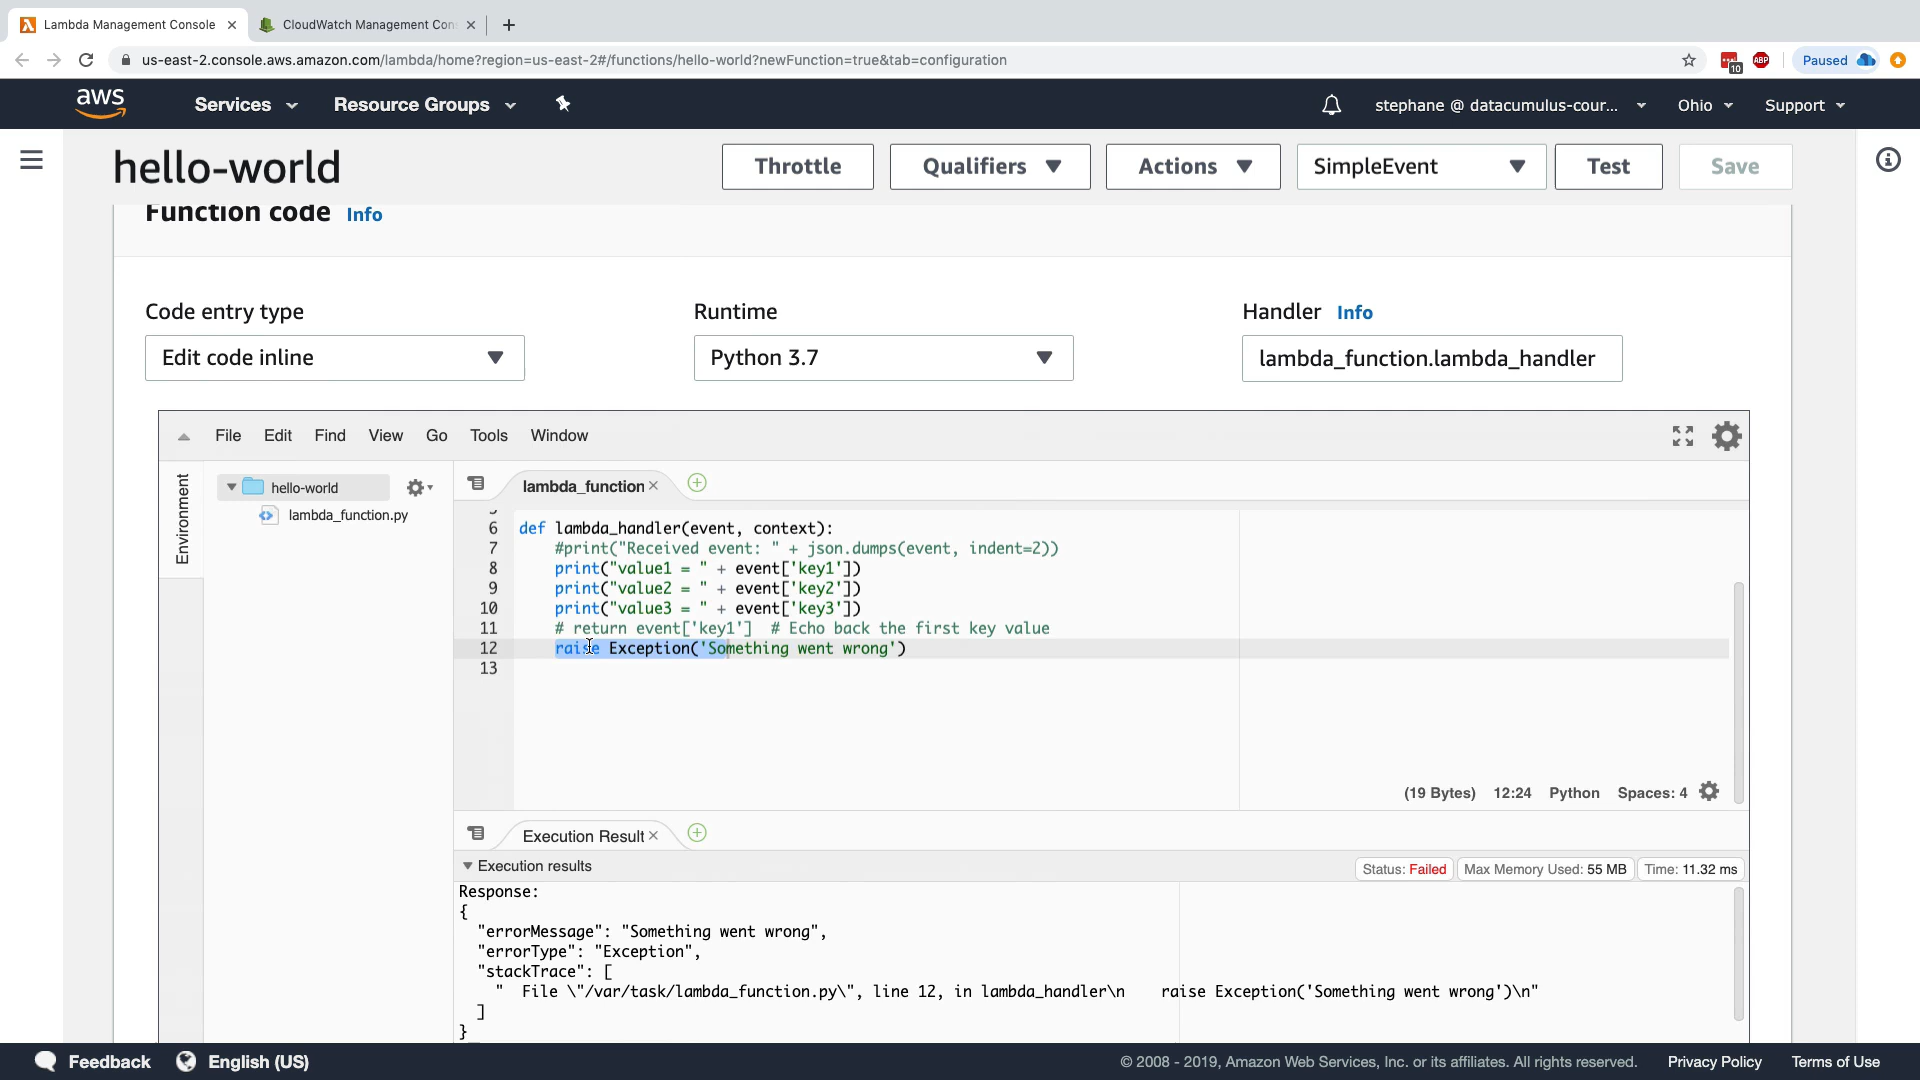 Lambda Management Console
CloudWatch Management Con
us-east-2.console.aws.amazon.com/lambda/home?region=us-east-2#/functions/hello-world?newFunction=true&tab=configuration
10
ABP
Paused
aws
Services
Resource Groups
stephane @ datacumulus-cour...
Ohio
Support
hello-world
Throttle
Qualifiers
Actions
SimpleEvent
Test
Save
Function code Info
Code entry type
Runtime
Handler Info
Edit code inline
Python 3.7
lambda_function.lambda_handler
File Edit Find View Go Tools Window
Environment
hello-world
lambda_function.py
lambda_function
5
6 def lambda_handler(event, context):
7 #print("Received event: " + json.dumps(event, indent=2))
8 print("value1 = " + event['key1'])
9 print("value2 = " + event['key2'])
10 print("value3 = " + event['key3'])
11 # return event['key1']  # Echo back the first key value
12 raise Exception('Something went wrong')
13
(19 Bytes) 12:24 Python Spaces: 4
Execution Result
Execution results
Status: Failed
Max Memory Used: 55 MB
Time: 11.32 ms
Response:
{
"errorMessage": "Something went wrong",
"errorType": "Exception",
"stackTrace": [
"  File \"/var/task/lambda_function.py\", line 12, in lambda_handler\n    raise Exception('Something went wrong')\n"
]
}
Feedback
English (US)
© 2008 - 2019, Amazon Web Services, Inc. or its affiliates. All rights reserved.
Privacy Policy
Terms of Use